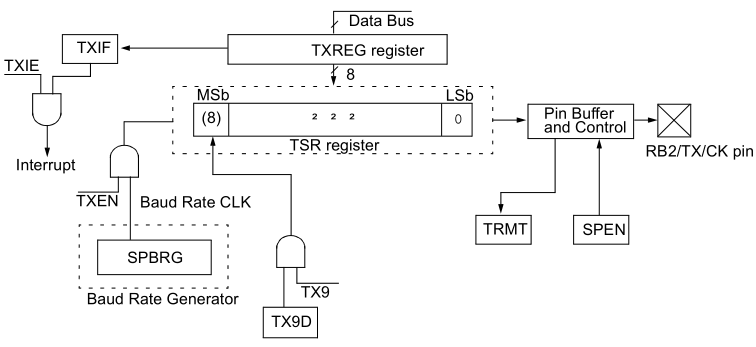 Data Bus
TXIF
TXREG register
TXIE
8
MSb
LSb
(8)
² ² ²
0
TSR register
Pin Buffer
and Control
RB2/TX/CK pin
Interrupt
TXEN
Baud Rate CLK
TRMT
SPEN
SPBRG
Baud Rate Generator
TX9
TX9D